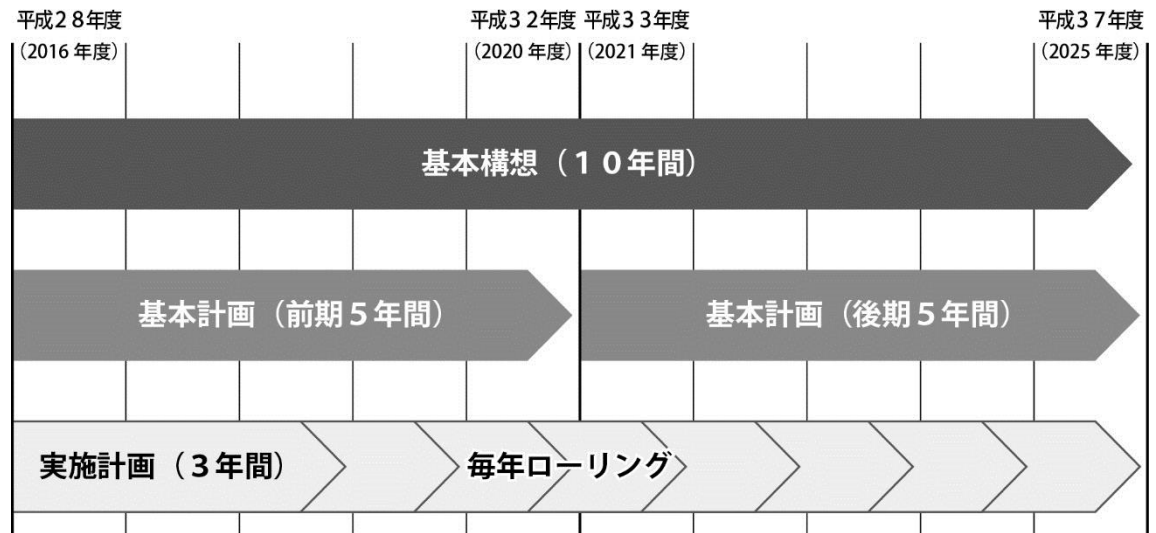 平成２８年度
（2016 年度）
平成３２年度
（2020 年度）
平成３３年度
（2021 年度）
平成３７年度
（2025 年度）
基本構想（１０年間）
基本計画（前期５年間）
基本計画（後期５年間）
実施計画（３年間）
毎年ローリング